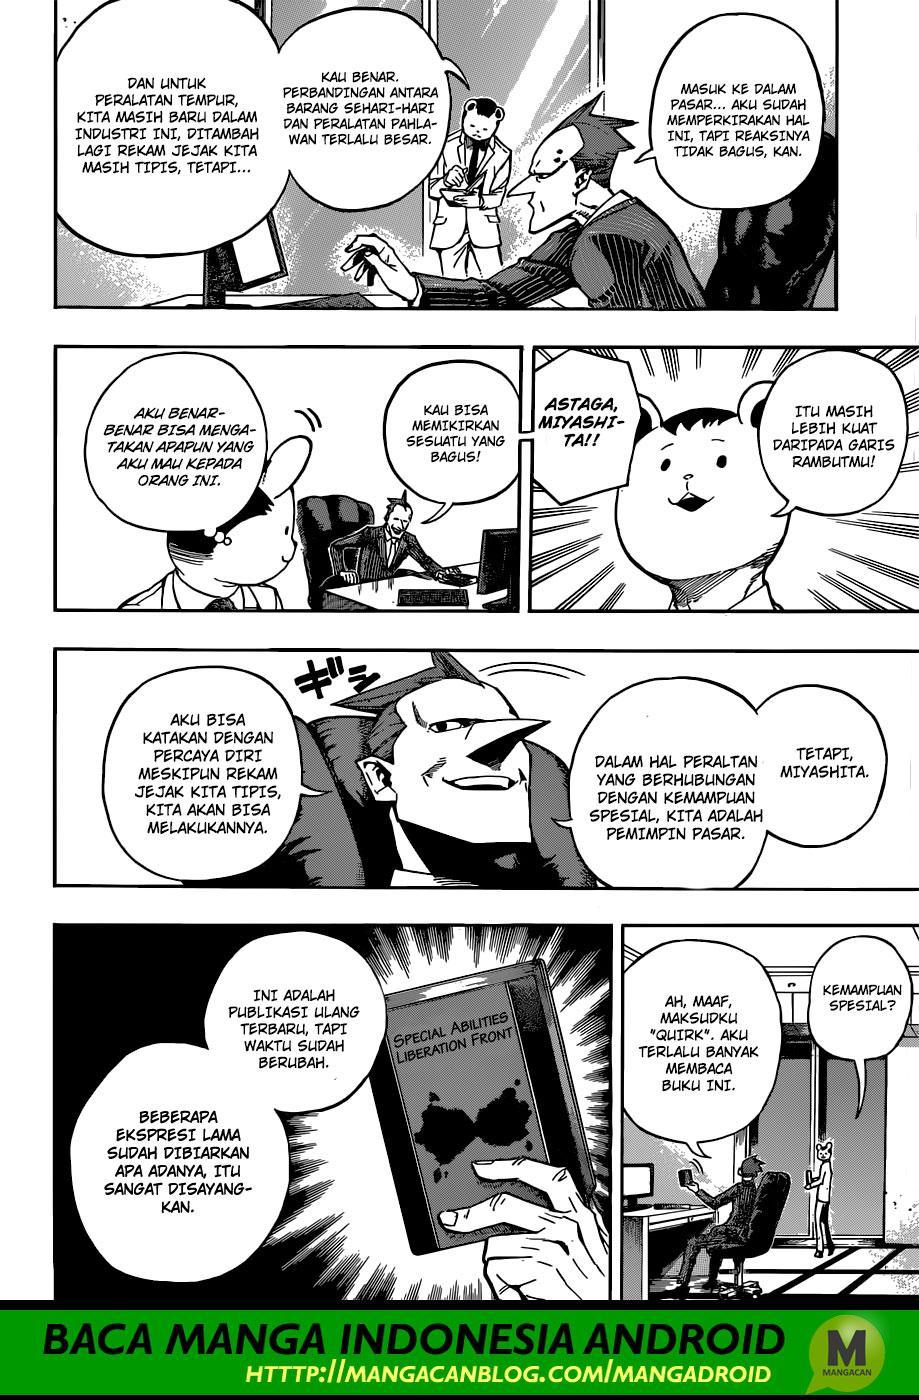 MASUK KE DALAM
PASAR... AKU SUDAH
MEMPERKIRAKAN HAL
INI, TAPI REAKSINYA
TIDAK BAGUS, KAN.
KAU BENAR.
PERBANDINGAN ANTARA
BARANG SEHARI-HARI
DAN PERALATAN PAHLA-
WAN TERLALU BESAR.
DAN UNTUK
PERALATAN TEMPUR,
KITA MASIH BARU DALAM
INDUSTRI INI, DITAMBAH
LAGI REKAM JEJAK KITA
MASIH TIPIS, TETAPI...
ITU MASIH
LEBIH KUAT
DARIPADA GARIS
RAMBUTMU!
ASTAGA,
MIYASHI-
TA!!
KAU BISA
MEMIKIRKAN
SESUATU YANG
BAGUS!
AKU BENAR-
BENAR BISA MENGA-
TAKAN APAPUN YANG
AKU MAU KEPADA
ORANG INI.
TETAPI,
MIYASHITA.
DALAM HAL PERALTAN
YANG BERHUBUNGAN
DENGAN KEMAMPUAN
SPESIAL, KITA ADALAH
PEMIMPIN PASAR.
ギシ
AKU BISA
KATAKAN DENGAN
PERCAYA DIRI
MESKIPUN REKAM
JEJAK KITA TIPIS,
KITA AKAN BISA
MELAKUKANNYA.
KEMAMPUAN
SPESIAL?
AH, MAAF,
MAKSUDKU
"QUIRK". AKU
TERLALU BANYAK
MEMBACA
BUKU INI.
INI ADALAH
PUBLIKASI ULANG
TERBARU, TAPI
WAKTU SUDAH
BERUBAH.
SPECIAL ABILITIES
LIBERATION FRONT
BEBERAPA
EKSPRESI LAMA
SUDAH DIBIARKAN
APA ADANYA, ITU
SANGAT DISAYANG-
KAN.
BACA MANGA INDONESIA ANDROID
HTTTP://MANGACANBLOG.COM/MANGADROID
M
MANGACAN